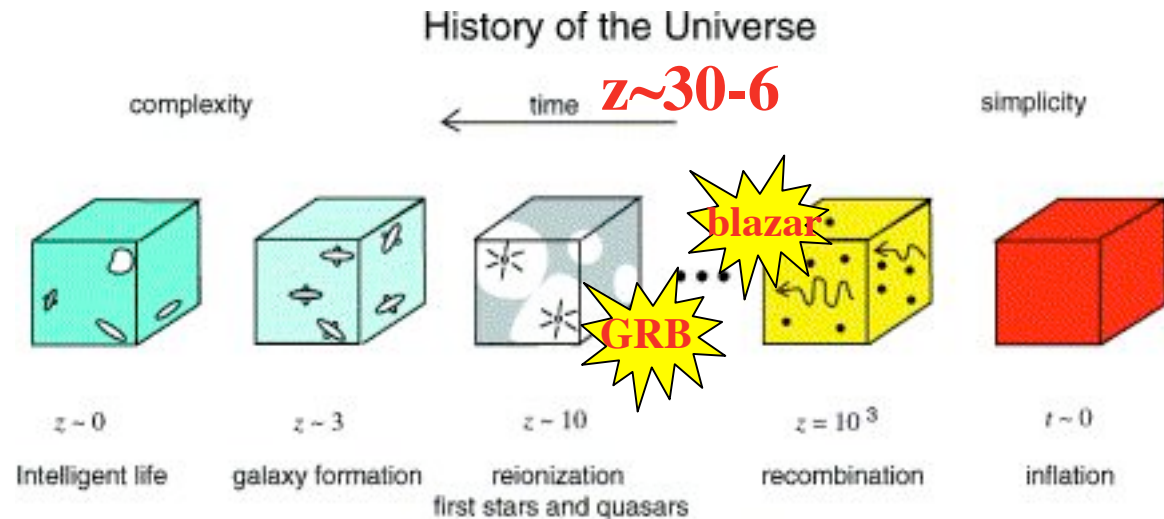 History of the Universe
z~30-6
complexity
time
simplicity
blazar
GRB
z ~ 0
z ~ 3
z ~ 10
z = 10 3
t ~ 0
Intelligent life
galaxy formation
reionization
recombination
inflation
first stars and quasars